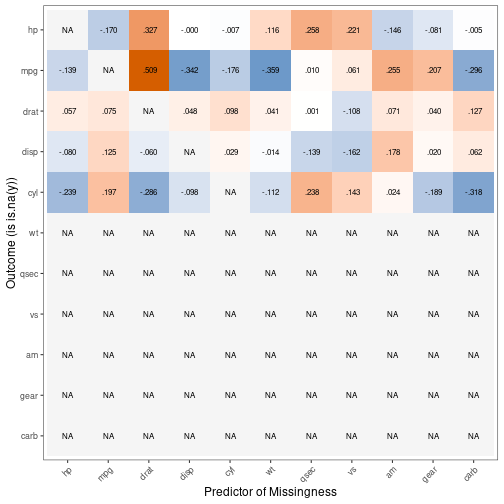 hp NA -.170 .327 -.000 -.007 .116 .258 .221 -.146 -.081 -.005
mpg -.139 NA .509 -.342 -.176 -.359 .010 .061 .255 .207 -.296
drat .057 .075 NA .048 .098 .041 .001 -.108 .071 .040 .127
disp -.080 .125 -.060 NA .029 -.014 -.139 -.162 .178 .020 .062
cyl -.239 .197 -.286 -.098 NA -.112 .238 .143 .024 -.189 -.318
wt NA NA NA NA NA NA NA NA NA NA NA
qsec NA NA NA NA NA NA NA NA NA NA NA
vs NA NA NA NA NA NA NA NA NA NA NA
am NA NA NA NA NA NA NA NA NA NA NA
gear NA NA NA NA NA NA NA NA NA NA NA
carb NA NA NA NA NA NA NA NA NA NA NA
hp mpg drat disp cyl wt qsec vs am gear carb
Predictor of Missingness
Outcome (is is.na(y))